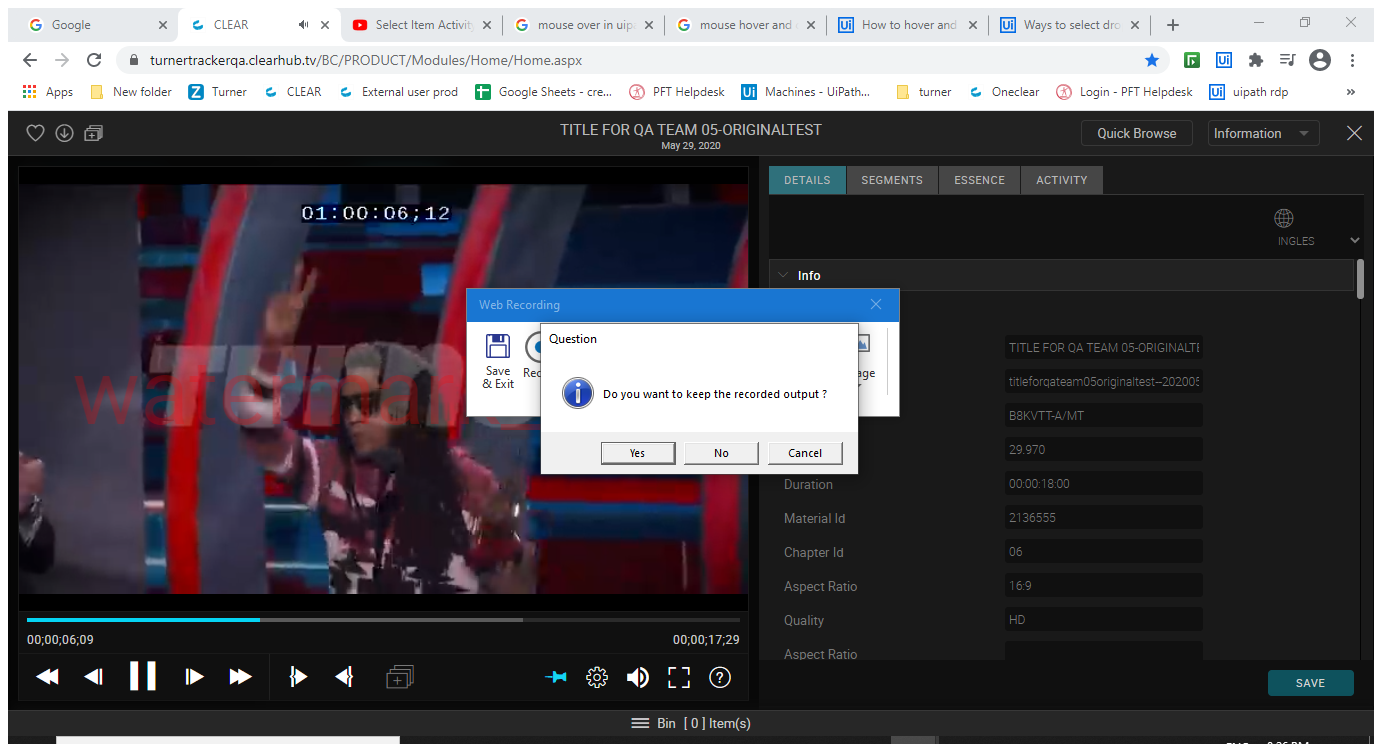 Google
CLEAR
Select Item Activity
mouse over in uipa
mouse hover and
How to hover and
Ways to select dro
turnertrackerqa.clearhub.tv/BC/PRODUCT/Modules/Home/Home.aspx
Apps
New folder
Turner
CLEAR
External user prod
Google Sheets - cre...
PFT Helpdesk
Machines - UiPath...
turner
Oneclear
Login - PFT Helpdesk
uipath rdp
TITLE FOR QA TEAM 05-ORIGINALTEST
May 29, 2020
Quick Browse
Information
01:00:06;12
watermar
DETAILS
SEGMENTS
ESSENCE
ACTIVITY
INGLES
Info
Web Recording
Save
& Exit
Rec
age
Question
Do you want to keep the recorded output ?
Yes
No
Cancel
TITLE FOR QA TEAM 05-ORIGINALTE
titleforqateam05originaltest--202005
B8KVTT-A/MT
29.970
Duration
00:00:18:00
Material Id
2136555
Chapter Id
06
Aspect Ratio
16:9
Quality
HD
Aspect Ratio
00;00;06;09
00;00;17;29
SAVE
Bin [ 0 ] Item(s)